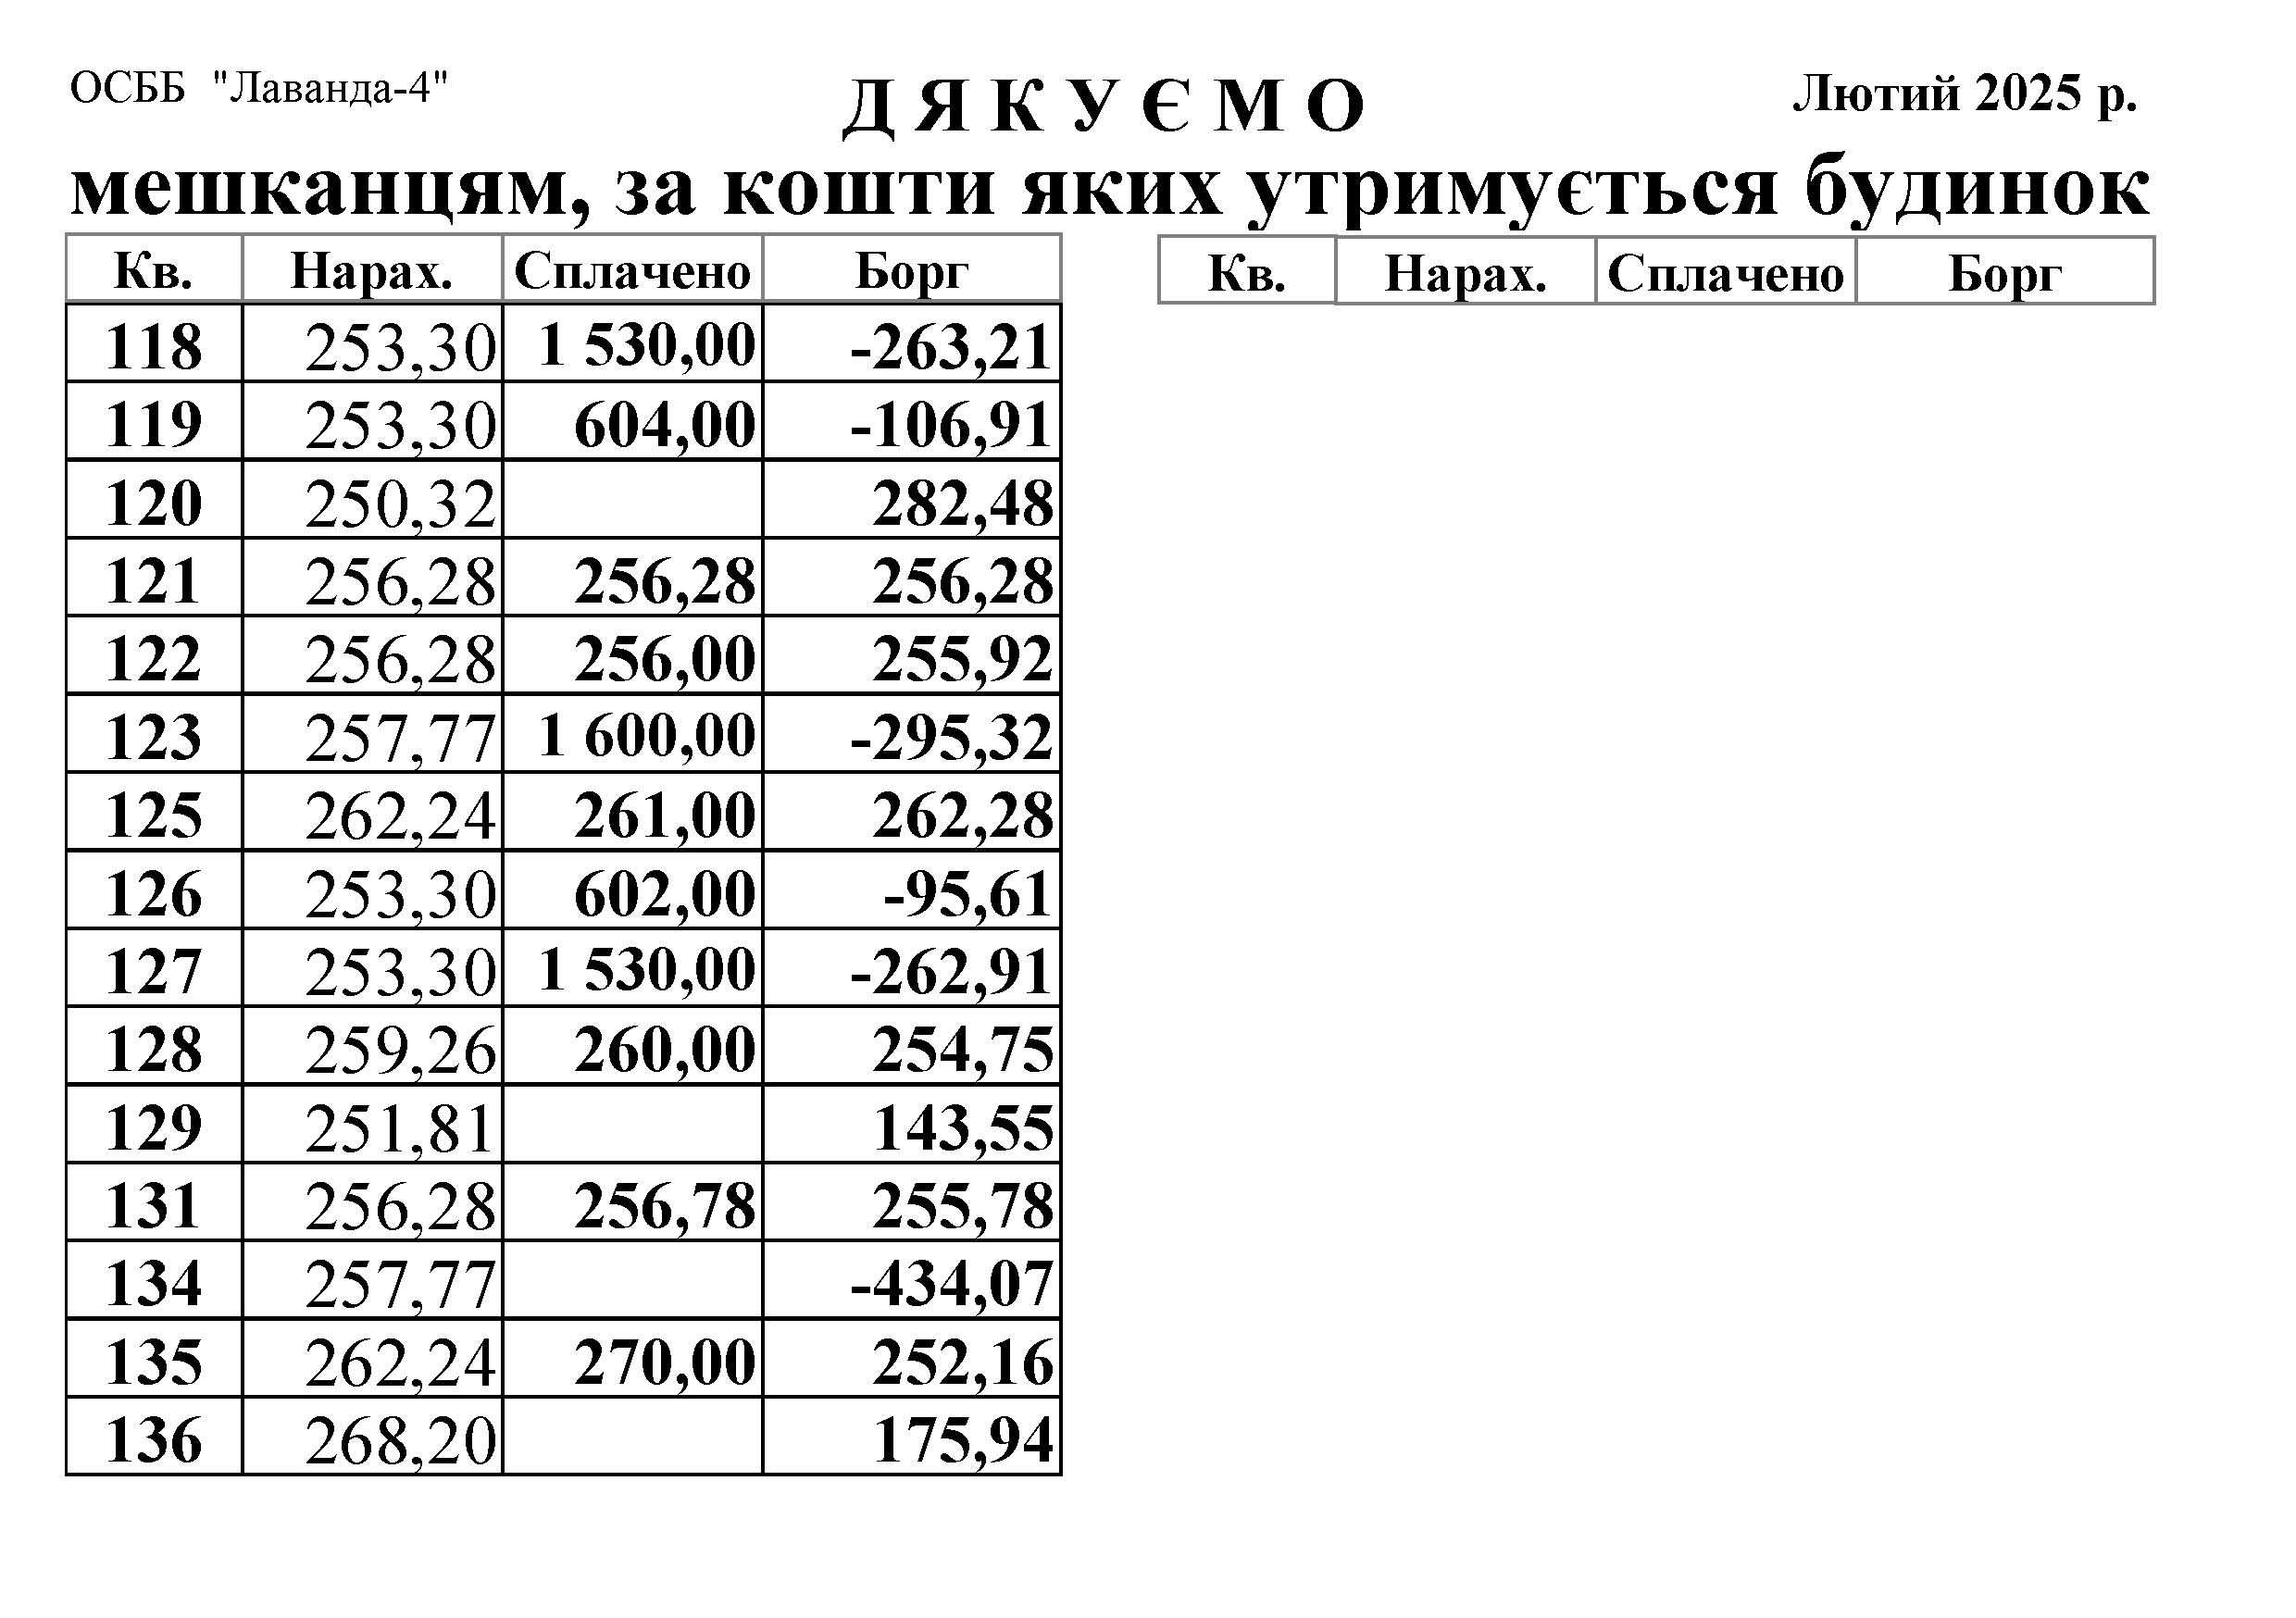 ОСББ "Лаванда-4"
Д Я К У Є М О
Лютий 2025 р.
мешканцям, за кошти яких утримується будинок
Кв. Нарах. Сплачено Борг
118 253,30 1 530,00 -263,21
119 253,30 604,00 -106,91
120 250,32 282,48
121 256,28 256,28 256,28
122 256,28 256,00 255,92
123 257,77 1 600,00 -295,32
125 262,24 261,00 262,28
126 253,30 602,00 -95,61
127 253,30 1 530,00 -262,91
128 259,26 260,00 254,75
129 251,81 143,55
131 256,28 256,78 255,78
134 257,77 -434,07
135 262,24 270,00 252,16
136 268,20 175,94
Кв. Нарах. Сплачено Борг